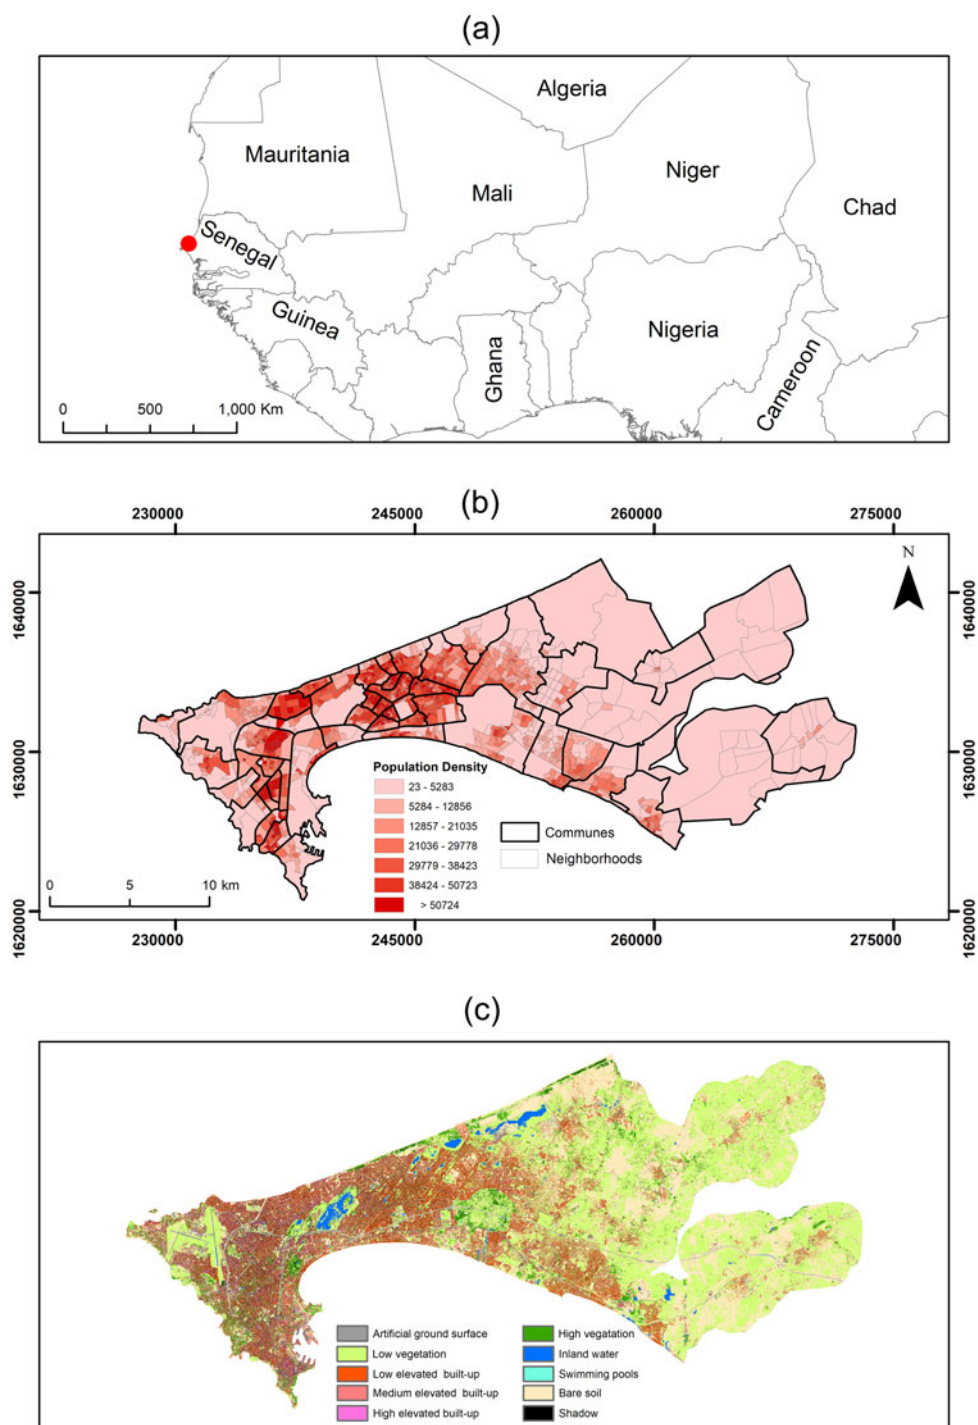 (a)
Algeria
Mauritania
Mali
Niger
Chad
Senegal
Guinea
Ghana
Nigeria
Cameroon
0 500 1,000 Km
(b)
230000 245000 260000 275000
N
1640000 1640000
1630000 1630000
1620000 1620000
Population Density
23 - 5283
5284 - 12856
12857 - 21035
21036 - 29778
29779 - 38423
38424 - 50723
> 50724
Communes
Neighborhoods
0 5 10 km
230000 245000 260000 275000
(c)
Artificial ground surface
Low vegetation
Low elevated built-up
Medium elevated built-up
High elevated built-up
High vegatation
Inland water
Swimming pools
Bare soil
Shadow